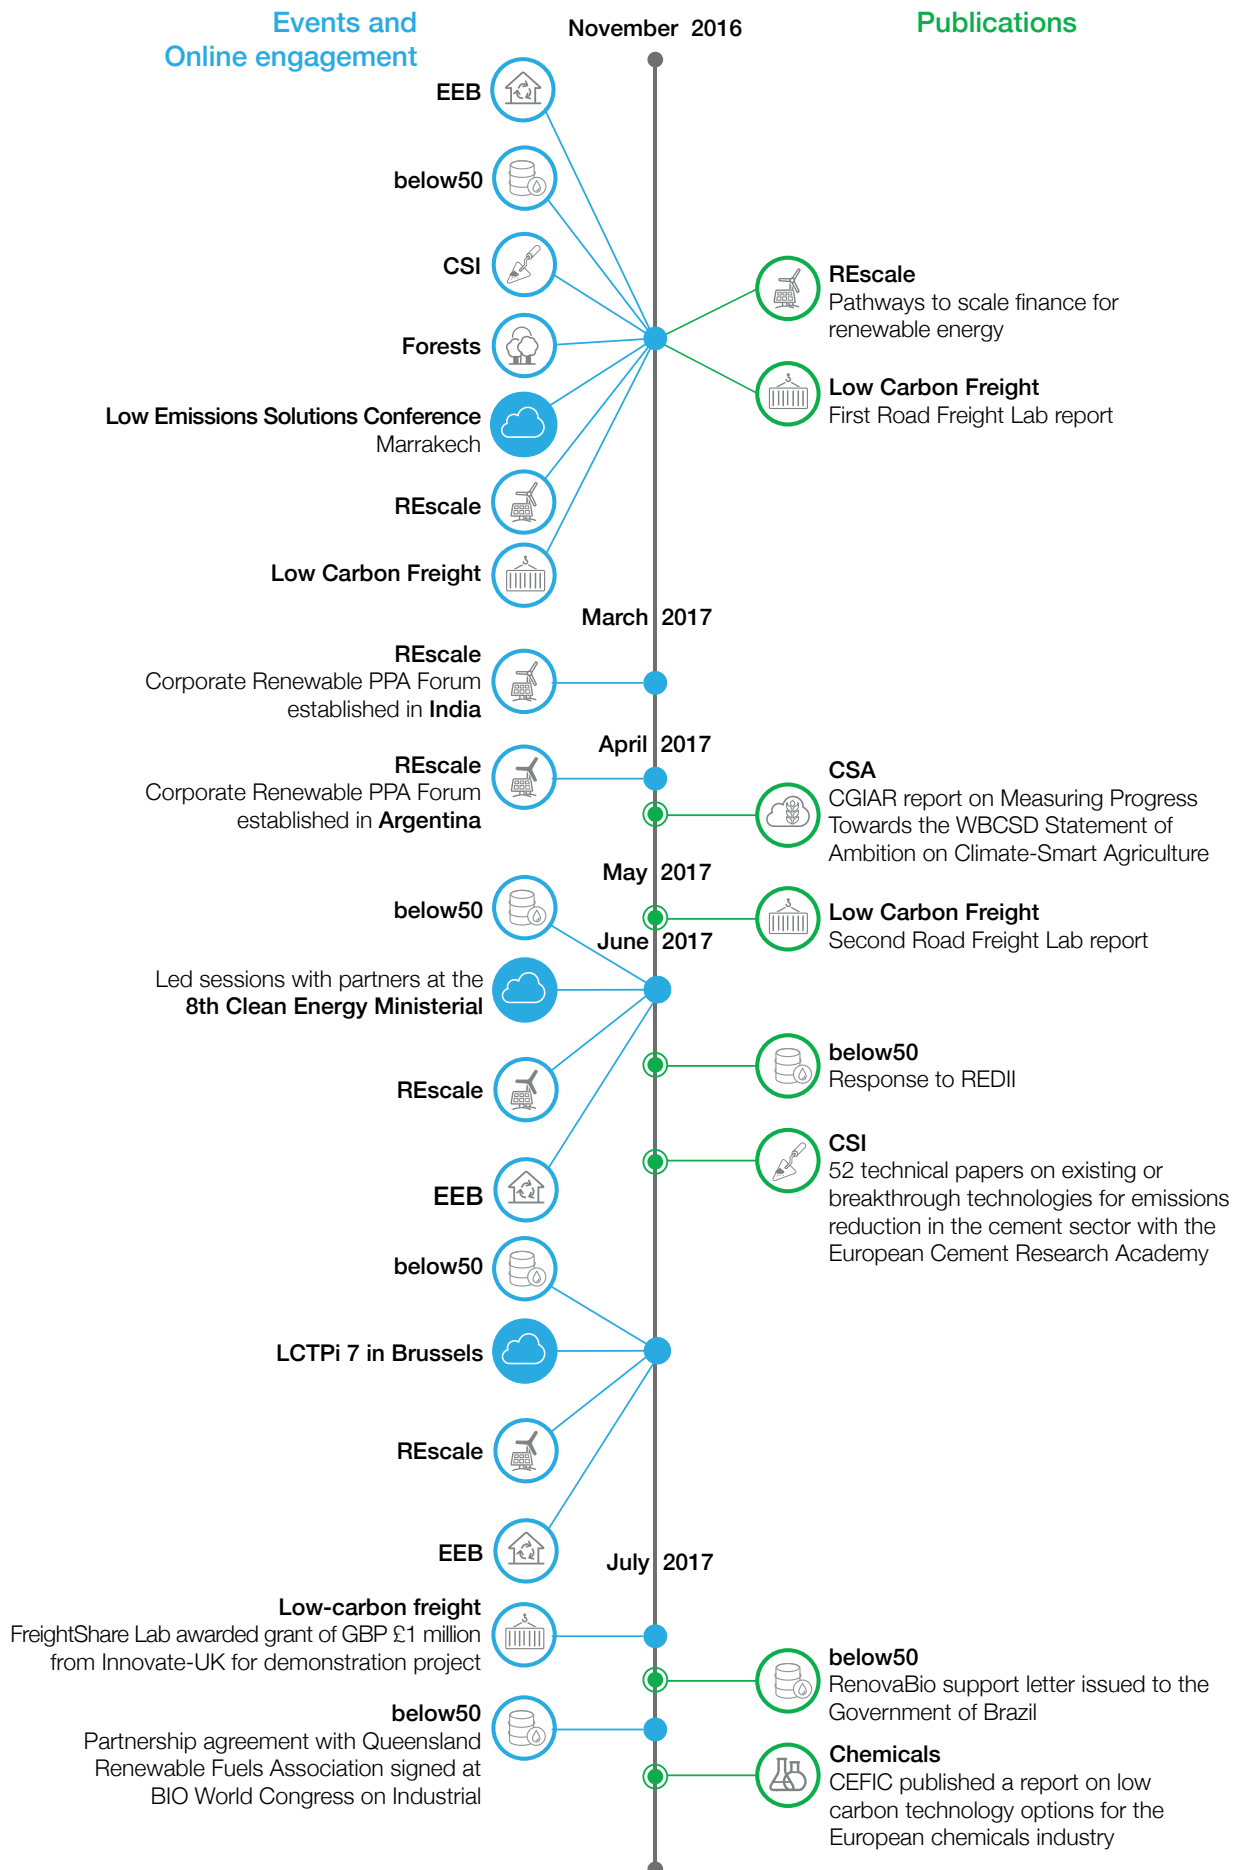 Events and
Online engagement
November 2016
Publications
EEB
below50
CSI
Forests
Low Emissions Solutions Conference
Marrakech
REscale
Low Carbon Freight
REscale
Pathways to scale finance for
renewable energy
Low Carbon Freight
First Road Freight Lab report
March 2017
REscale
Corporate Renewable PPA Forum
established in India
April 2017
REscale
Corporate Renewable PPA Forum
established in Argentina
CSA
CGIAR report on Measuring Progress
Towards the WBCSD Statement of
Ambition on Climate-Smart Agriculture
May 2017
Low Carbon Freight
Second Road Freight Lab report
June 2017
below50
Led sessions with partners at the
8th Clean Energy Ministerial
REscale
EEB
below50
Response to REDII
CSI
52 technical papers on existing or
breakthrough technologies for emissions
reduction in the cement sector with the
European Cement Research Academy
below50
LCTPi 7 in Brussels
REscale
EEB
July 2017
Low-carbon freight
FreightShare Lab awarded grant of GBP £1 million
from Innovate-UK for demonstration project
below50
RenovaBio support letter issued to the
Government of Brazil
below50
Partnership agreement with Queensland
Renewable Fuels Association signed at
BIO World Congress on Industrial
Chemicals
CEFIC published a report on low
carbon technology options for the
European chemicals industry